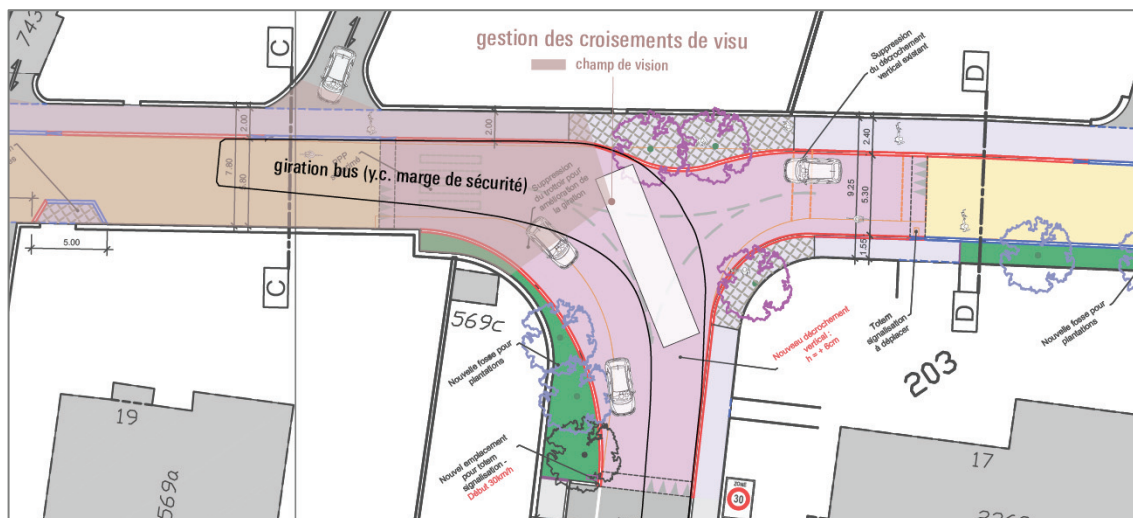 743
C
gestion des croisements de visu
champ de vision
Suppression
du décrochement
vertical existant
D
2.00
2.00
7.80
giration bus (y.c. marge de sécurité)
Suppression
du trottoir pour
amélioration de
la giration
2.40
9.25
5.30
1.55
5.00
C
569c
Nouvelle fosse pour
plantations
Nouveau décrochement
vertical :
h = + 6cm
Totem
signalisation
à déplacer
D
203
Nouvelle fosse pour
plantations
19
569a
Nouvel emplacement
pour totem
signalisation -
Début 30km/h
ZONE
30
17